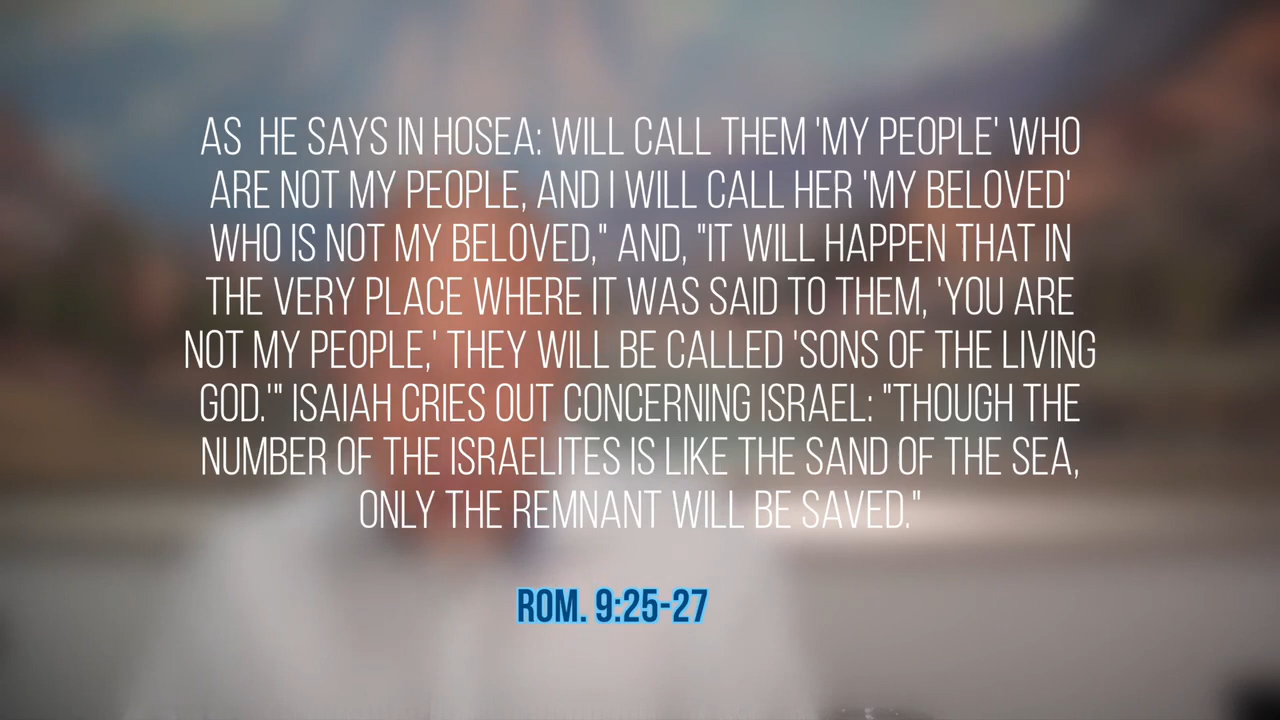 AS  HE SAYS IN HOSEA: WILL CALL THEM 'MY PEOPLE' WHO
ARE NOT MY PEOPLE, AND I WILL CALL HER 'MY BELOVED'
WHO IS NOT MY BELOVED," AND, "IT WILL HAPPEN THAT IN
THE VERY PLACE WHERE IT WAS SAID TO THEM, 'YOU ARE
NOT MY PEOPLE,' THEY WILL BE CALLED 'SONS OF THE LIVING
GOD.'" ISAIAH CRIES OUT CONCERNING ISRAEL: "THOUGH THE
NUMBER OF THE ISRAELITES IS LIKE THE SAND OF THE SEA,
ONLY THE REMNANT WILL BE SAVED."
ROM. 9:25-27